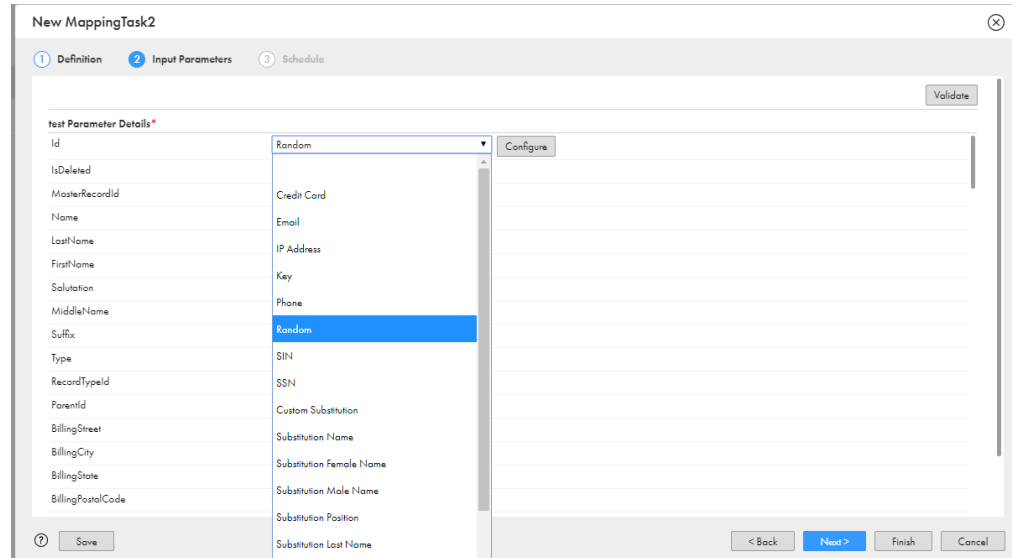 New MappingTask2
1 Definition 2 Input Parameters 3 Schedule
Validate
test Parameter Details*
Id Random Configure
IsDeleted
MasterRecordId
Name
LastName
FirstName
Salutation
MiddleName
Suffix
Type
RecordTypeId
ParentId
BillingStreet
BillingCity
BillingState
BillingPostalCode
Credit Card
Email
IP Address
Key
Phone
Random
SIN
SSN
Custom Substitution
Substitution Name
Substitution Female Name
Substitution Male Name
Substitution Position
Substitution Last Name
? Save < Back Next > Finish Cancel